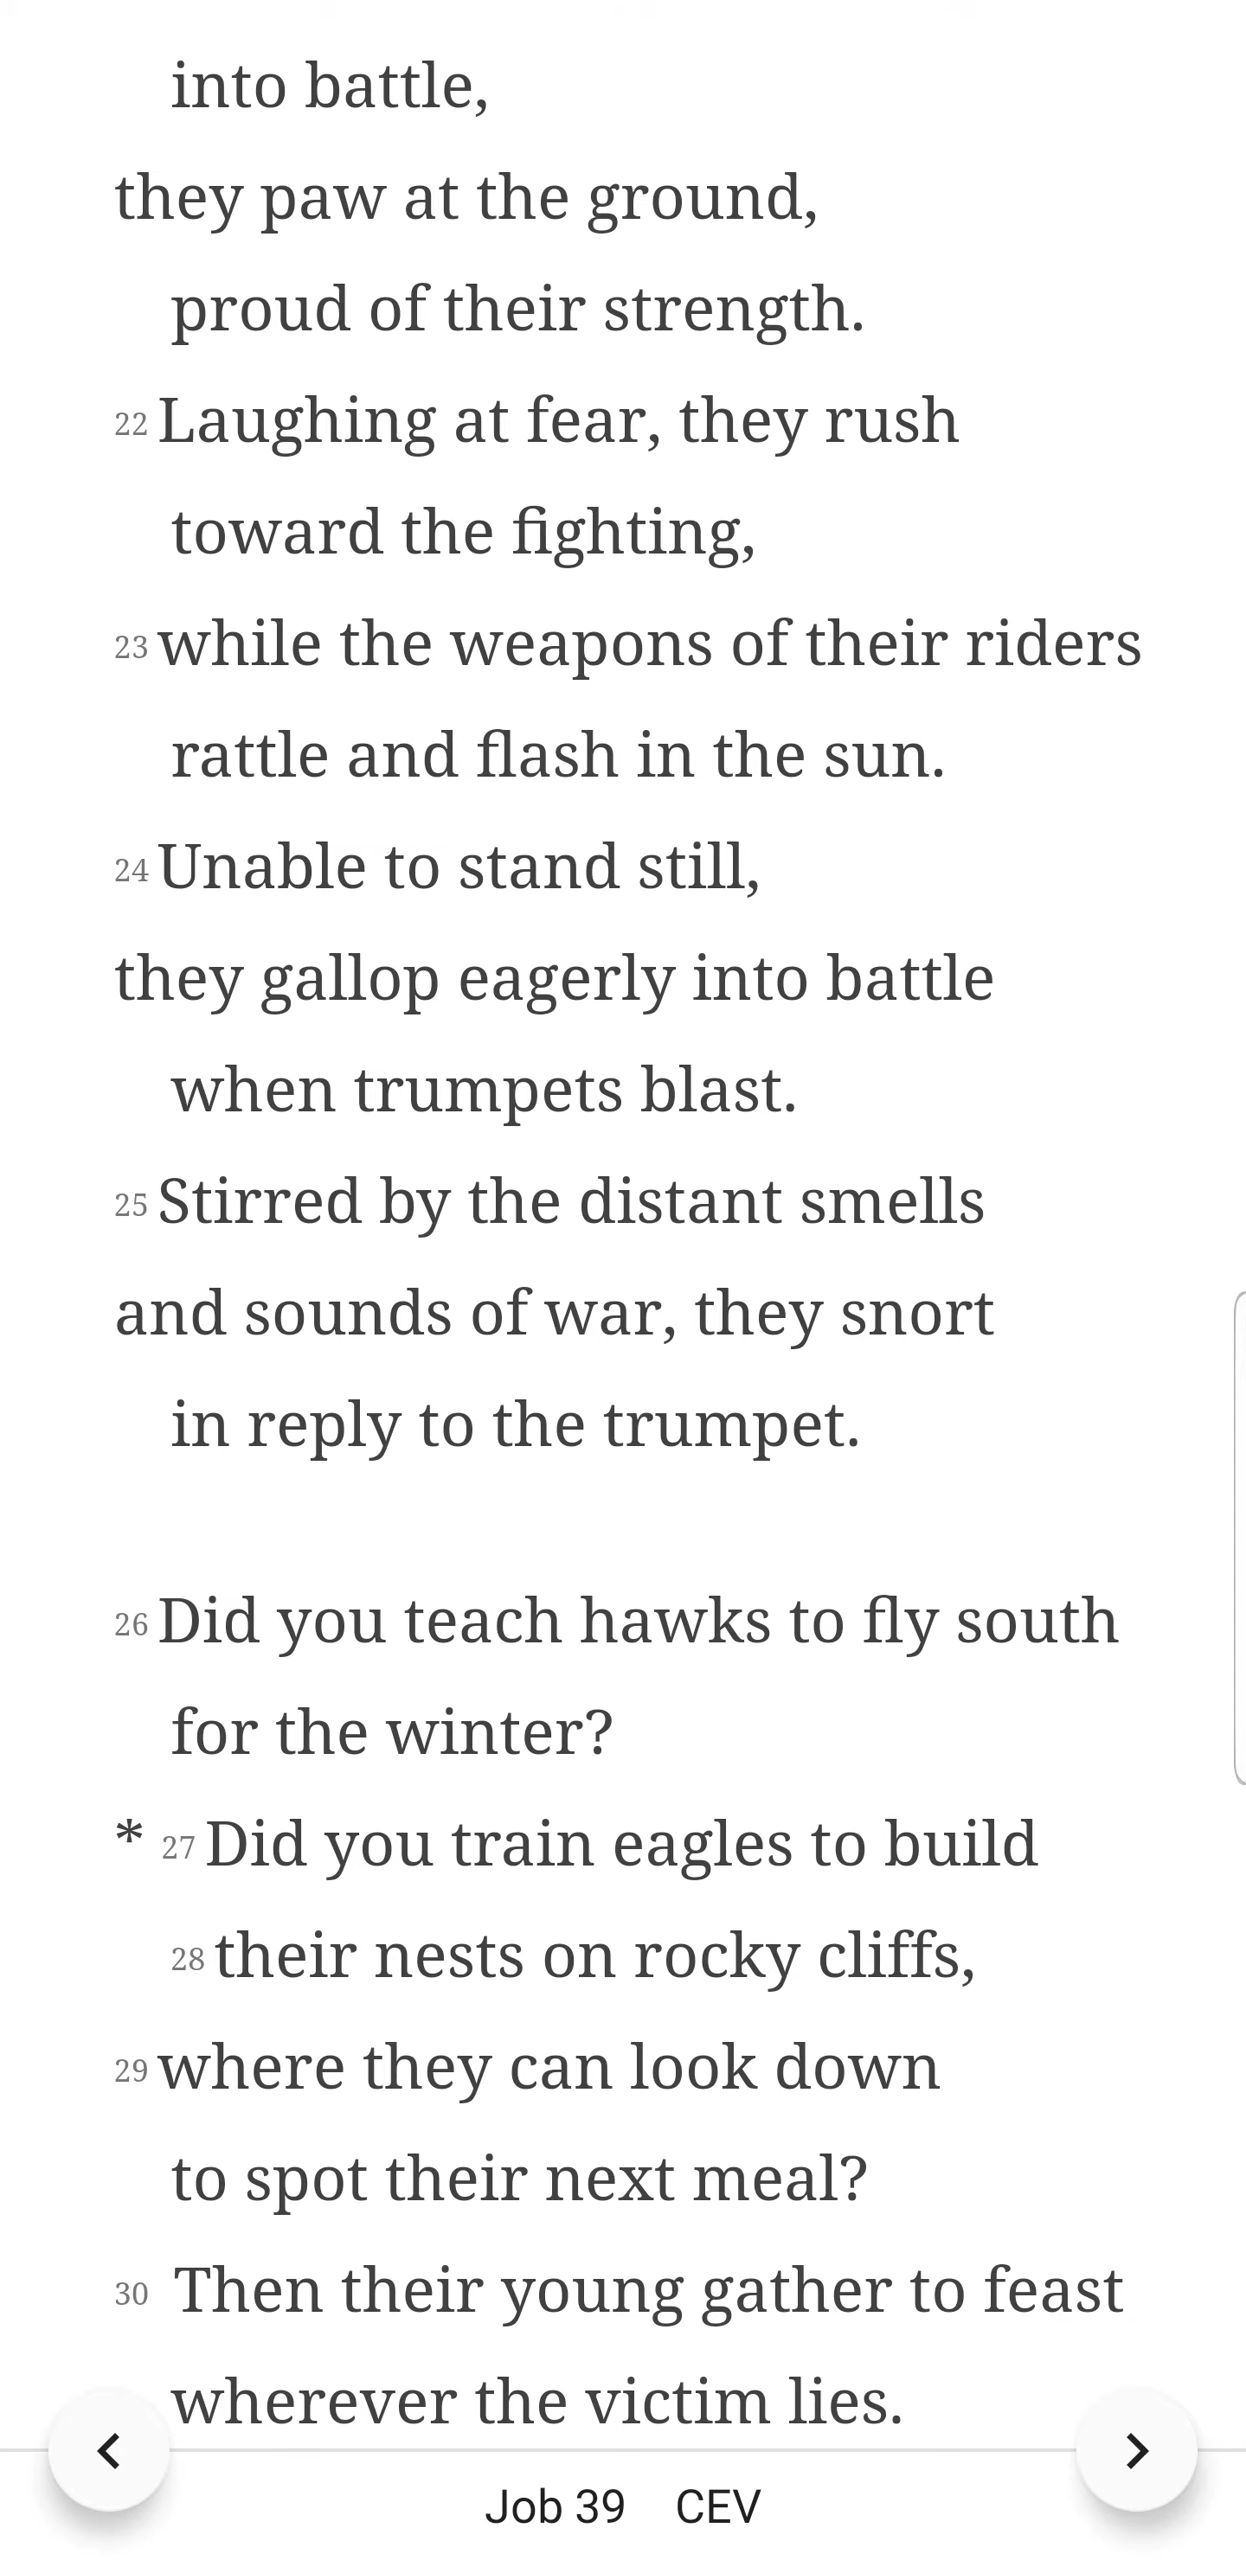 into battle,
they paw at the ground,
proud of their strength.
22 Laughing at fear, they rush
toward the fighting,
23 while the weapons of their riders
rattle and flash in the sun.
24 Unable to stand still,
they gallop eagerly into battle
when trumpets blast.
25 Stirred by the distant smells
and sounds of war, they snort
in reply to the trumpet.
26 Did you teach hawks to fly south
for the winter?
* 27 Did you train eagles to build
28 their nests on rocky cliffs,
29 where they can look down
to spot their next meal?
30 Then their young gather to feast
wherever the victim lies.
Job 39 CEV